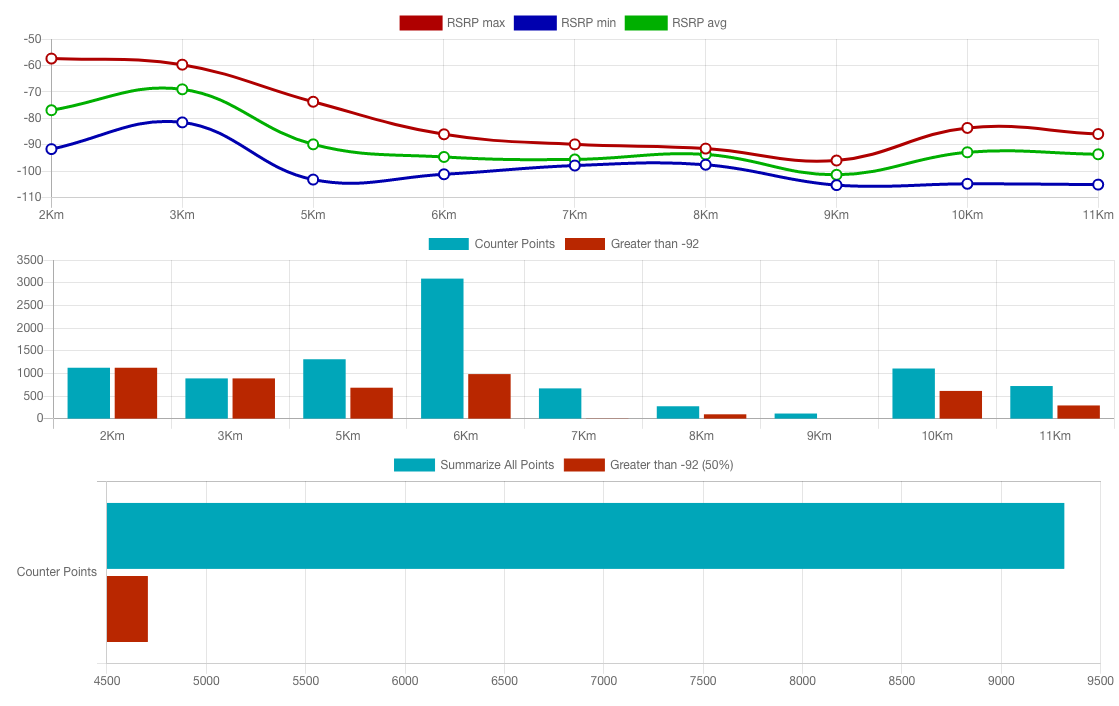 RSRP max RSRP min RSRP avg
-50
-60
-70
-80
-90
-100
-110
2Km 3Km 5Km 6Km 7Km 8Km 9Km 10Km 11Km
Counter Points Greater than -92
3500
3000
2500
2000
1500
1000
500
0
2Km 3Km 5Km 6Km 7Km 8Km 9Km 10Km 11Km
Summarize All Points Greater than -92 (50%)
Counter Points
4500 5000 5500 6000 6500 7000 7500 8000 8500 9000 9500